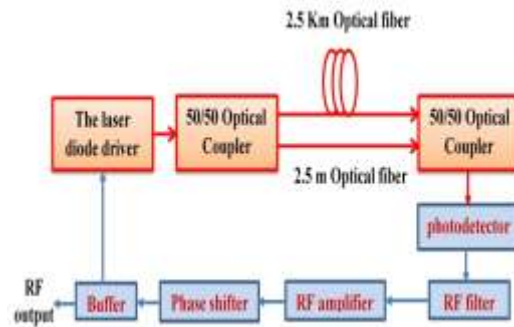 2.5 Km Optical fiber
The laser
diode driver
50/50 Optical
Coupler
50/50 Optical
Coupler
2.5 m Optical fiber
photodetector
RF
output
Buffer
Phase shifter
RF amplifier
RF filter